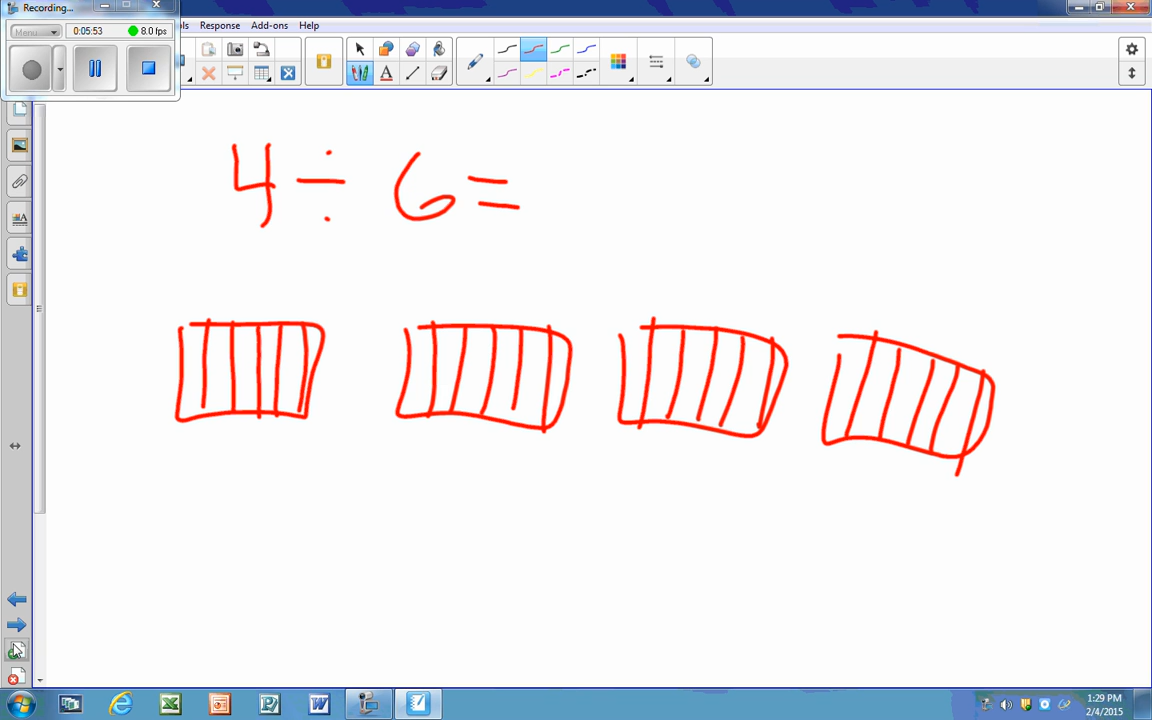 Recording...
Menu
0:05:53
8.0 fps
ls Response Add-ons Help
4 ÷ 6 =
1:29 PM
2/4/2015